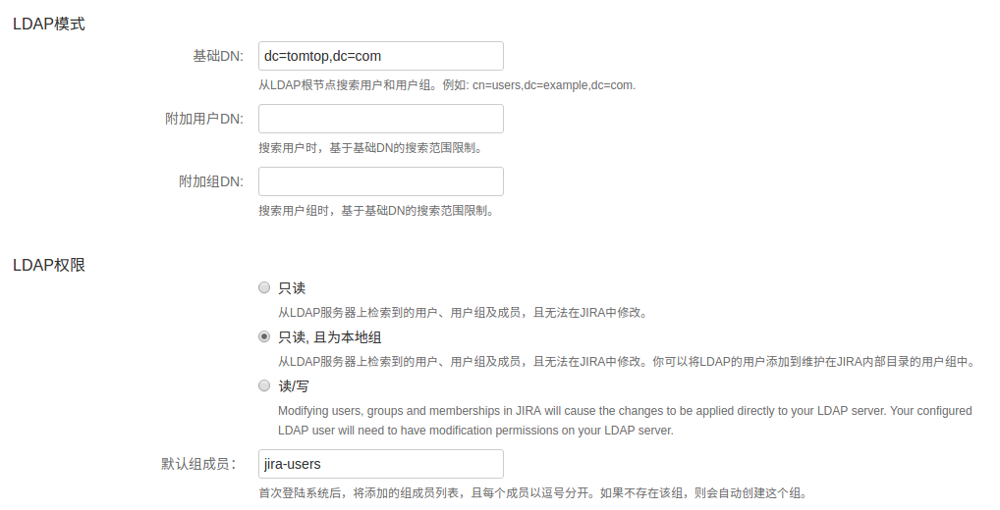 LDAP模式
基础DN: dc=tomtop,dc=com
从LDAP根节点搜索用户和用户组。例如: cn=users,dc=example,dc=com.
附加用户DN:
搜索用户时，基于基础DN的搜索范围限制。
附加组DN:
搜索用户组时，基于基础DN的搜索范围限制。
LDAP权限
只读
从LDAP服务器上检索到的用户、用户组及成员，且无法在JIRA中修改。
只读, 且为本地组
从LDAP服务器上检索到的用户、用户组及成员，且无法在JIRA中修改。你可以将LDAP的用户添加到维护在JIRA内部目录的用户组中。
读/写
Modifying users, groups and memberships in JIRA will cause the changes to be applied directly to your LDAP server. Your configured
LDAP user will need to have modification permissions on your LDAP server.
默认组成员： jira-users
首次登陆系统后，将添加的组成员列表，且每个成员以逗号分开。如果不存在该组，则会自动创建这个组。